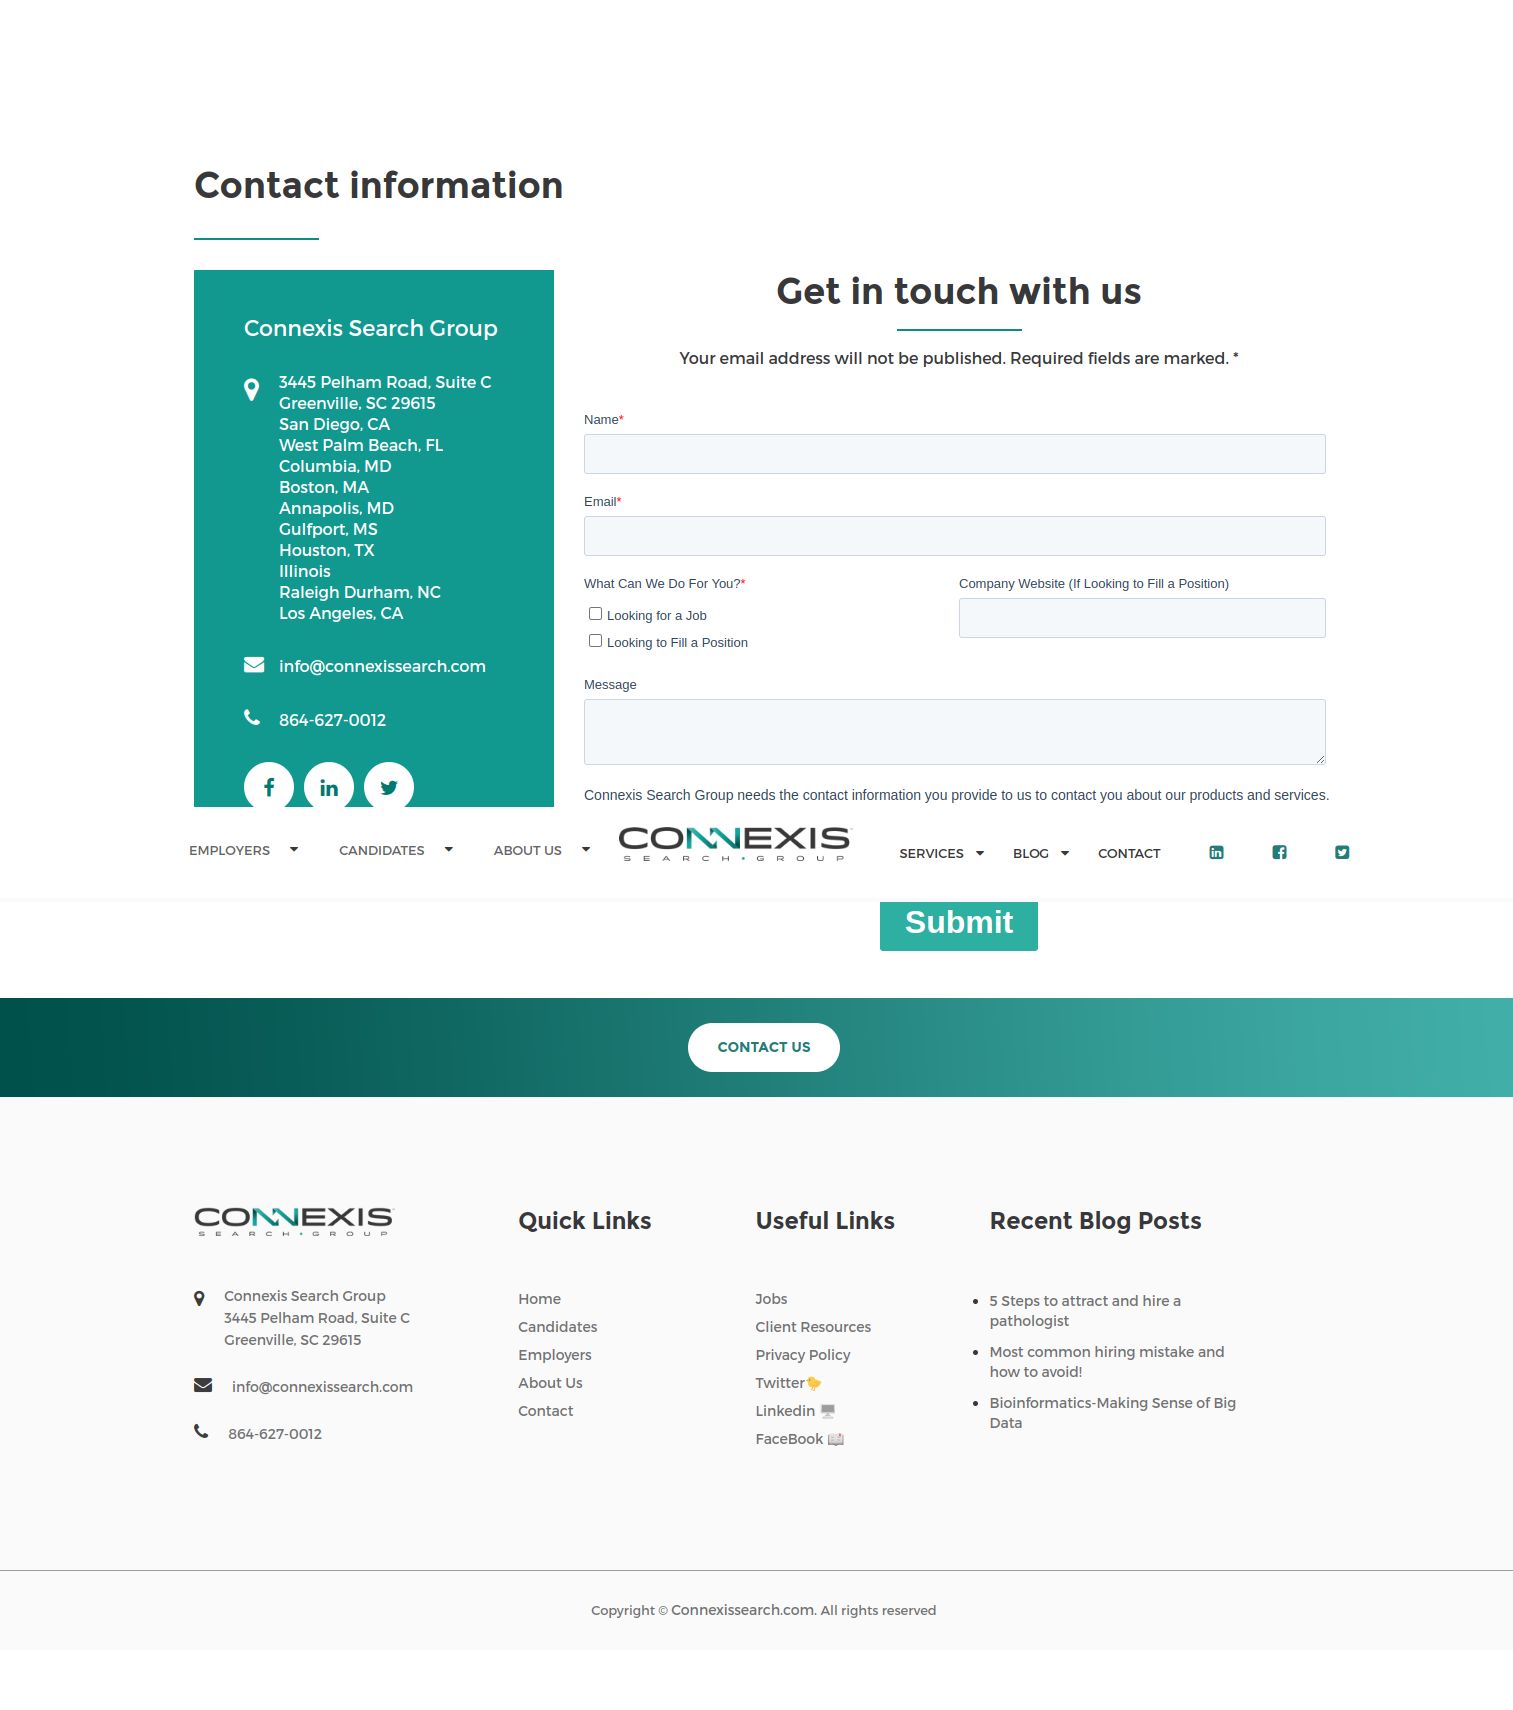 Contact information
Connexis Search Group
3445 Pelham Road, Suite C
Greenville, SC 29615
San Diego, CA
West Palm Beach, FL
Columbia, MD
Boston, MA
Annapolis, MD
Gulfport, MS
Houston, TX
Illinois
Raleigh Durham, NC
Los Angeles, CA
info@connexissearch.com
864-627-0012
Get in touch with us
Your email address will not be published. Required fields are marked. *
Name*
Email*
What Can We Do For You?*
Looking for a Job
Looking to Fill a Position
Company Website (If Looking to Fill a Position)
Message
Connexis Search Group needs the contact information you provide to us to contact you about our products and services.
EMPLOYERS
CANDIDATES
ABOUT US
CONNEXIS
SEARCH·GROUP
SERVICES
BLOG
CONTACT
Submit
CONTACT US
CONNEXIS
SEARCH·GROUP
Connexis Search Group
3445 Pelham Road, Suite C
Greenville, SC 29615
info@connexissearch.com
864-627-0012
Quick Links
Home
Candidates
Employers
About Us
Contact
Useful Links
Jobs
Client Resources
Privacy Policy
Twitter🐤
Linkedin 🖥️
FaceBook 📖
Recent Blog Posts
5 Steps to attract and hire a
pathologist
Most common hiring mistake and
how to avoid!
Bioinformatics-Making Sense of Big
Data
Copyright © Connexissearch.com. All rights reserved